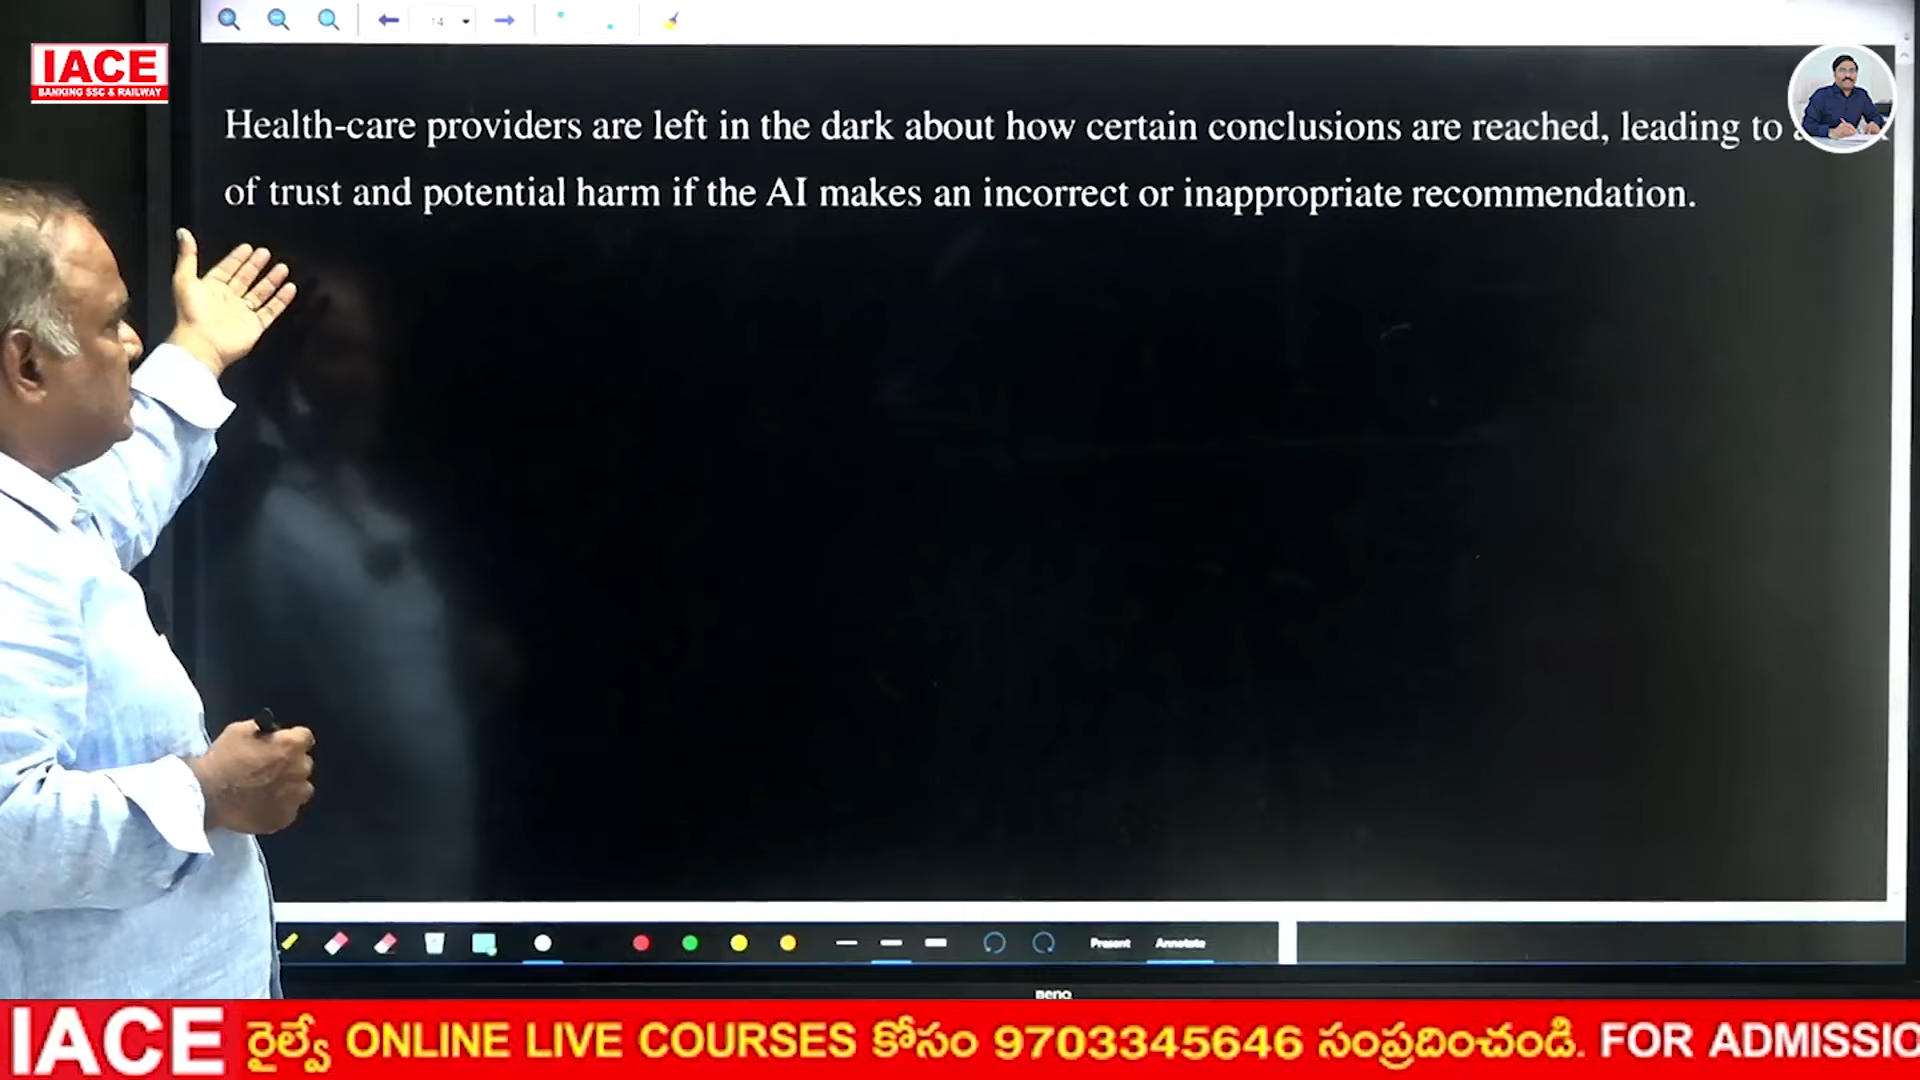 14
IACE
BANKING SSC & RAILWAY
Health-care providers are left in the dark about how certain conclusions are reached, leading to a
of trust and potential harm if the AI makes an incorrect or inappropriate recommendation.
Present Annotate
BenQ
IACE రైల్వే ONLINE LIVE COURSES కోసం 9703345646 సంప్రదించండి. FOR ADMISSIO